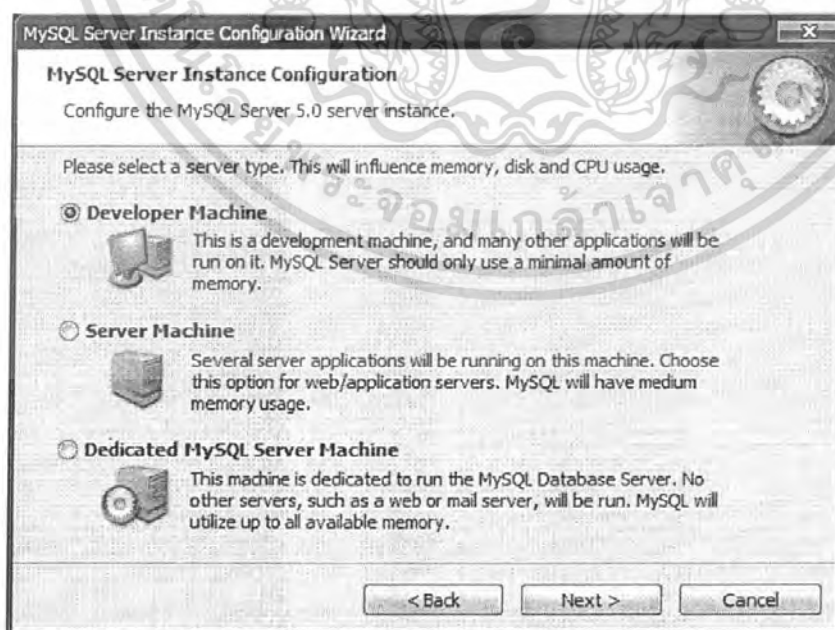 MySQL Server Instance Configuration Wizard
MySQL Server Instance Configuration
Configure the MySQL Server 5.0 server instance.
Please select a server type. This will influence memory, disk and CPU usage.
Developer Machine
This is a development machine, and many other applications will be
run on it. MySQL Server should only use a minimal amount of
memory.
Server Machine
Several server applications will be running on this machine. Choose
this option for web/application servers. MySQL will have medium
memory usage.
Dedicated MySQL Server Machine
This machine is dedicated to run the MySQL Database Server. No
other servers, such as a web or mail server, will be run. MySQL will
utilize up to all available memory.
< Back
Next >
Cancel